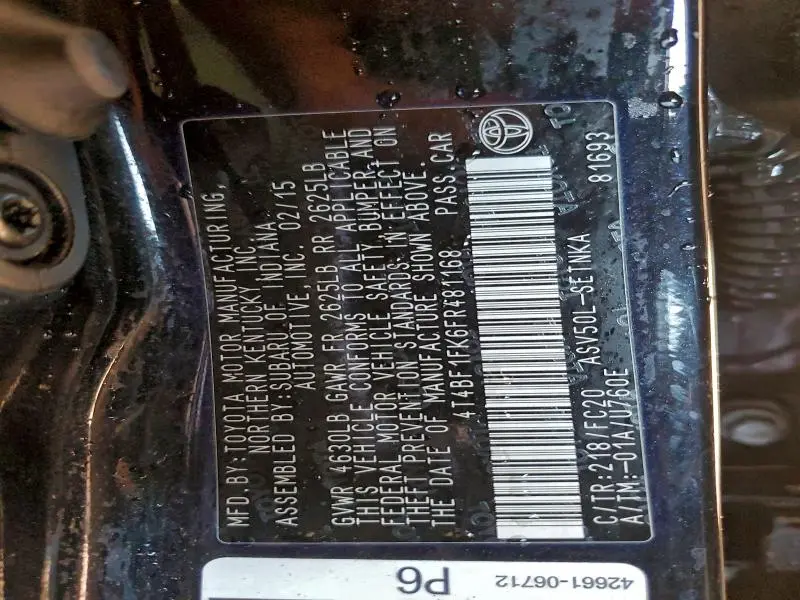 MFD. BY: TOYOTA MOTOR MANUFACTURING,
NORTHERN KENTUCKY, INC.
ASSEMBLED BY: SUBARU OF INDIANA
AUTOMOTIVE, INC. 02/15
GVWR 4630LB GAWR FR 2625LB RR 2625LB
THIS VEHICLE CONFORMS TO ALL APPLICABLE
FEDERAL MOTOR VEHICLE SAFETY, BUMPER, AND
THEFT PREVENTION STANDARDS IN EFFECT ON
THE DATE OF MANUFACTURE SHOWN ABOVE.
4T4BF1FK6FR481168 PASS.CAR
C/TR:218/FC20 ASV50L-SETNKA
A/TM:-01A/U760E 81693
P6
42661-06712